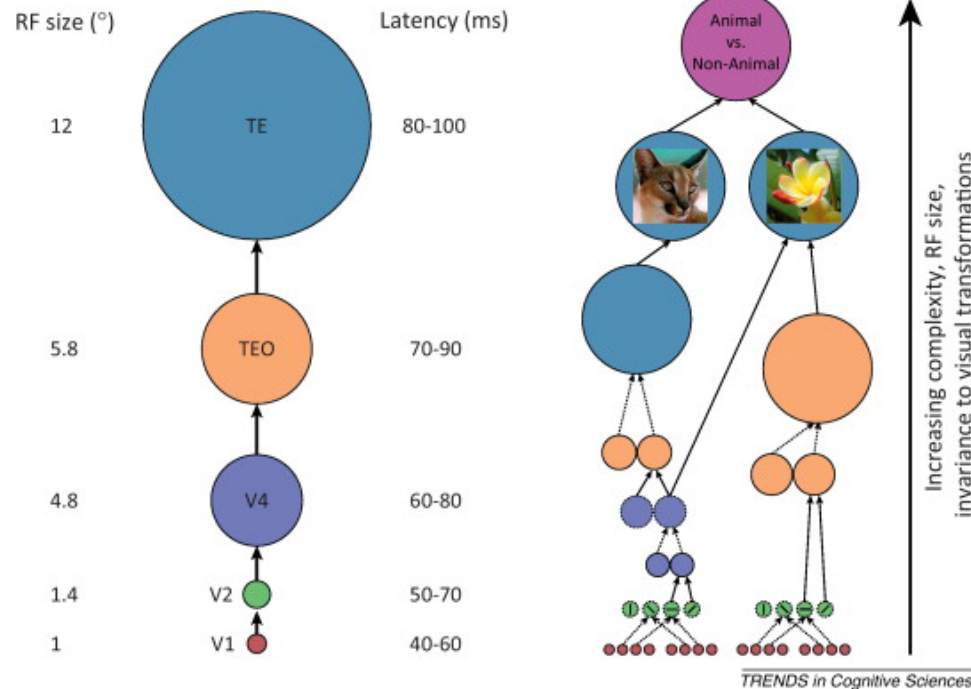 RF size (°)
Latency (ms)
12
TE
80-100
5.8
TEO
70-90
4.8
V4
60-80
1.4
V2
50-70
1
V1
40-60
Animal
vs.
Non-Animal
Increasing complexity, RF size,
invariance to visual transformations
TRENDS in Cognitive Sciences